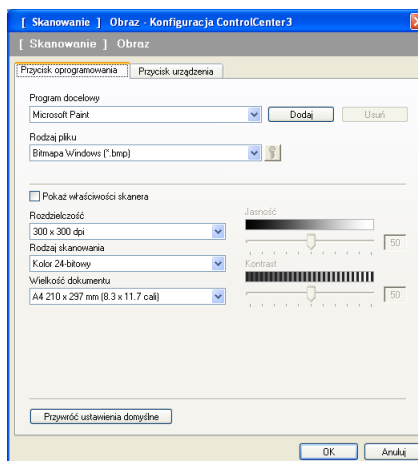 [ Skanowanie ] Obraz - Konfiguracja ControlCenter3
[ Skanowanie ] Obraz
Przycisk oprogramowania Przycisk urządzenia
Program docelowy
Microsoft Paint Dodaj Usuń
Rodzaj pliku
Bitmapa Windows (*.bmp)
Pokaż właściwości skanera
Rozdzielczość Jasność
300 x 300 dpi 50
Rodzaj skanowania Kontrast
Kolor 24-bitowy 50
Wielkość dokumentu
A4 210 x 297 mm (8.3 x 11.7 cali)
Przywróć ustawienia domyślne
OK Anuluj